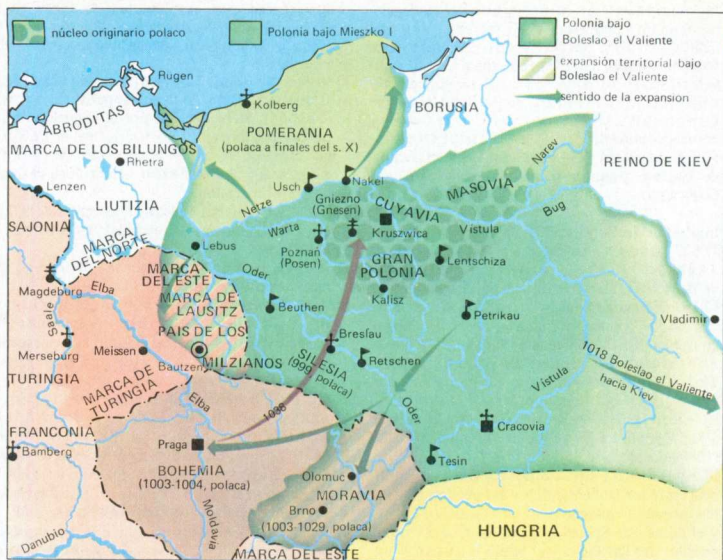 núcleo originario polaco
Polonia bajo Mieszko I
Polonia bajo
Boleslao el Valiente
expansión territorial bajo
Boleslao el Valiente
sentido de la expansion
Rugen
Kolberg
BORUSIA
ABRODITAS
POMERANIA
(polaca a finales del s. X)
MARCA DE LOS BILUNGOS
Rhetra
Narev
REINO DE KIEV
Lenzen
LIUTIZIA
Usch
Nakel
MASOVIA
Netze
Gniezno
(Gnesen)
CUYAVIA
Bug
SAJONIA
MARCA
DEL NORTE
Warta
Kruszwica
Vístula
Lebus
Poznań
(Posen)
GRAN
POLONIA
Lentschiza
MARCA
DEL ESTE
Oder
Magdeburg
Elba
MARCA DE
LAUSITZ
Kalisz
Saale
Beuthen
Petrikau
Vladimir
PAIS DE LOS
MILZIANOS
Breslau
Merseburg
Meissen
Bautzen
SILESIA
(999, polaca)
Retschen
TURINGIA
MARCA DE
TURINGIA
Elba
1038
Oder
Vístula
1018 Boleslao el Valiente
hacia Kiev
FRANCONIA
Praga
Cracovia
Bamberg
BOHEMIA
(1003-1004, polaca)
Tesin
Olomuc
MORAVIA
Moldavia
Brno
(1003-1029, polaca)
HUNGRIA
Danubio
MARCA DEL ESTE